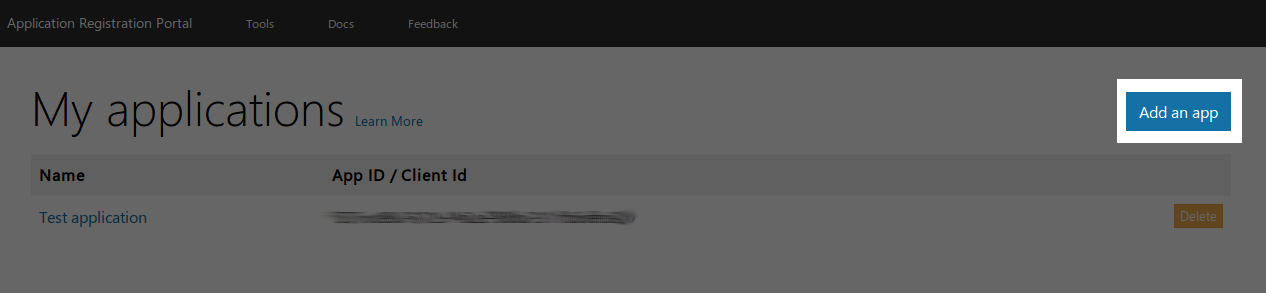 Application Registration Portal Tools Docs Feedback
My applications Learn More
Add an app
Name App ID / Client Id
Test application
Delete